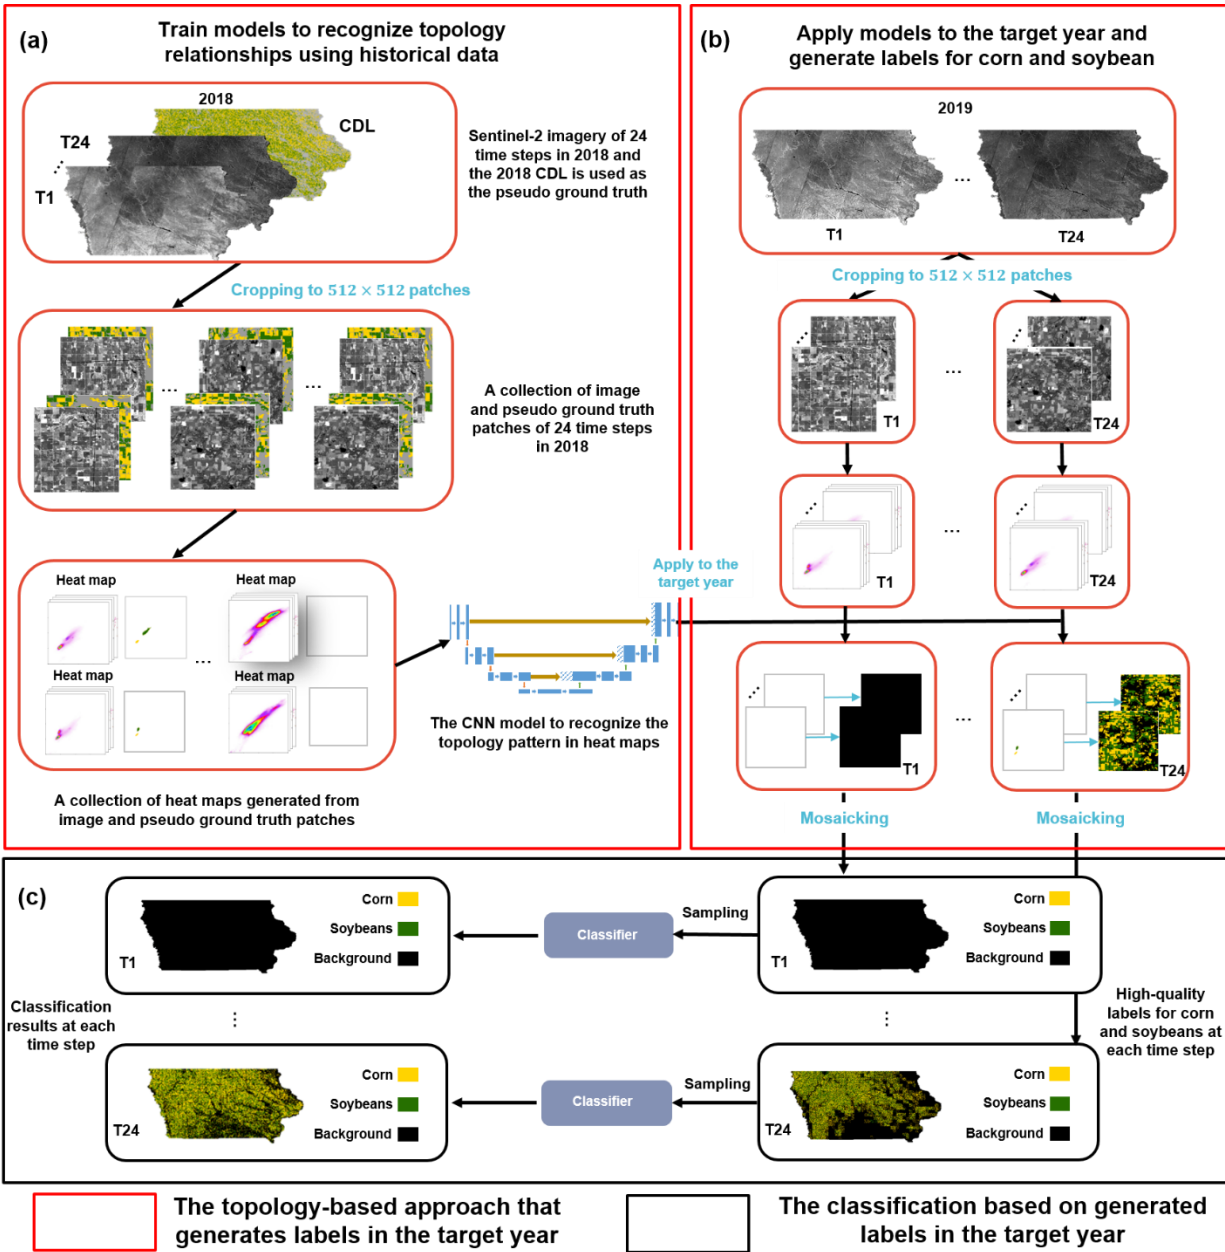 (a)
Train models to recognize topology
relationships using historical data
2018
CDL
T24
T1
Sentinel-2 imagery of 24
time steps in 2018 and
the 2018 CDL is used as
the pseudo ground truth
Cropping to 512 × 512 patches
...
...
A collection of image
and pseudo ground truth
patches of 24 time steps
in 2018
Heat map
Heat map
...
Heat map
Heat map
A collection of heat maps generated from
image and pseudo ground truth patches
The CNN model to recognize the
topology pattern in heat maps
Apply to the
target year
(b)
Apply models to the target year and
generate labels for corn and soybean
2019
...
T1
T24
Cropping to 512 × 512 patches
...
T1
T24
...
T1
T24
...
T1
T24
Mosaicking
Mosaicking
(c)
Corn
Soybeans
Background
T1
Classifier
Sampling
Corn
Soybeans
Background
T1
Classification
results at each
time step
High-quality
labels for corn
and soybeans at
each time step
Corn
Soybeans
Background
T24
Classifier
Sampling
Corn
Soybeans
Background
T24
The topology-based approach that
generates labels in the target year
The classification based on generated
labels in the target year